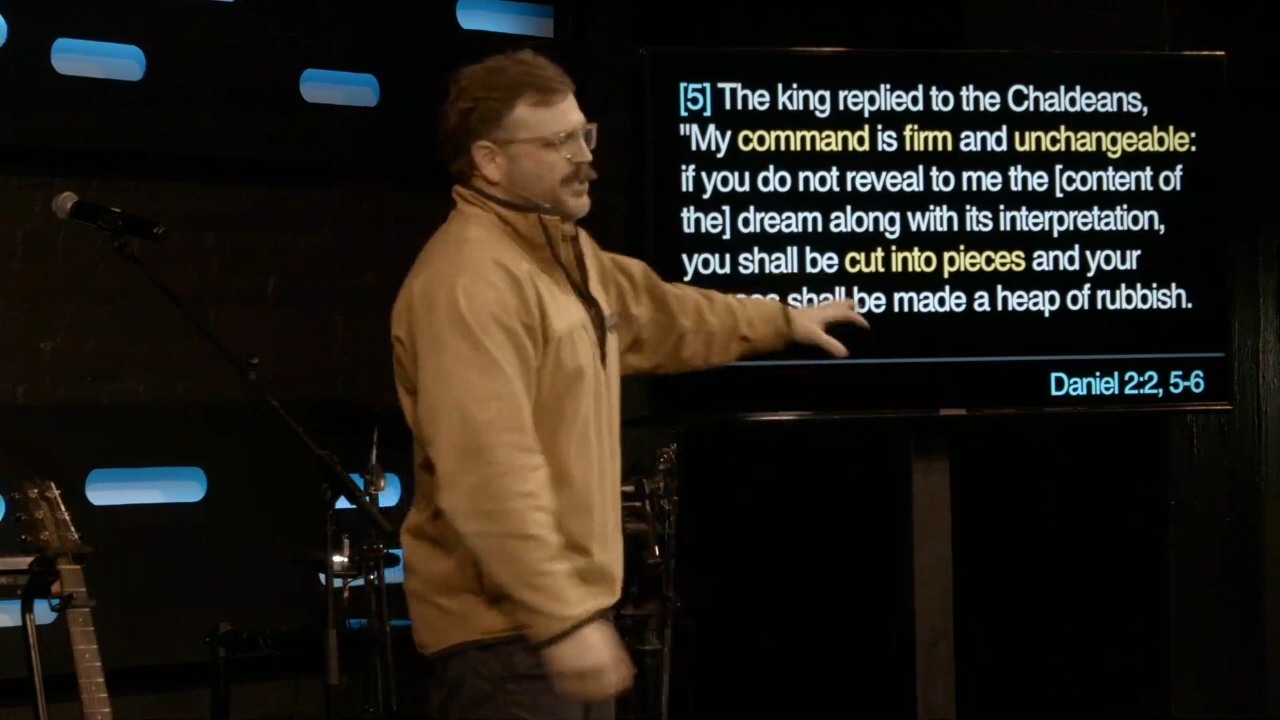 [5] The king replied to the Chaldeans,
"My command is firm and unchangeable:
if you do not reveal to me the [content of
the] dream along with its interpretation,
you shall be cut into pieces and your
shall be made a heap of rubbish.
Daniel 2:2, 5-6